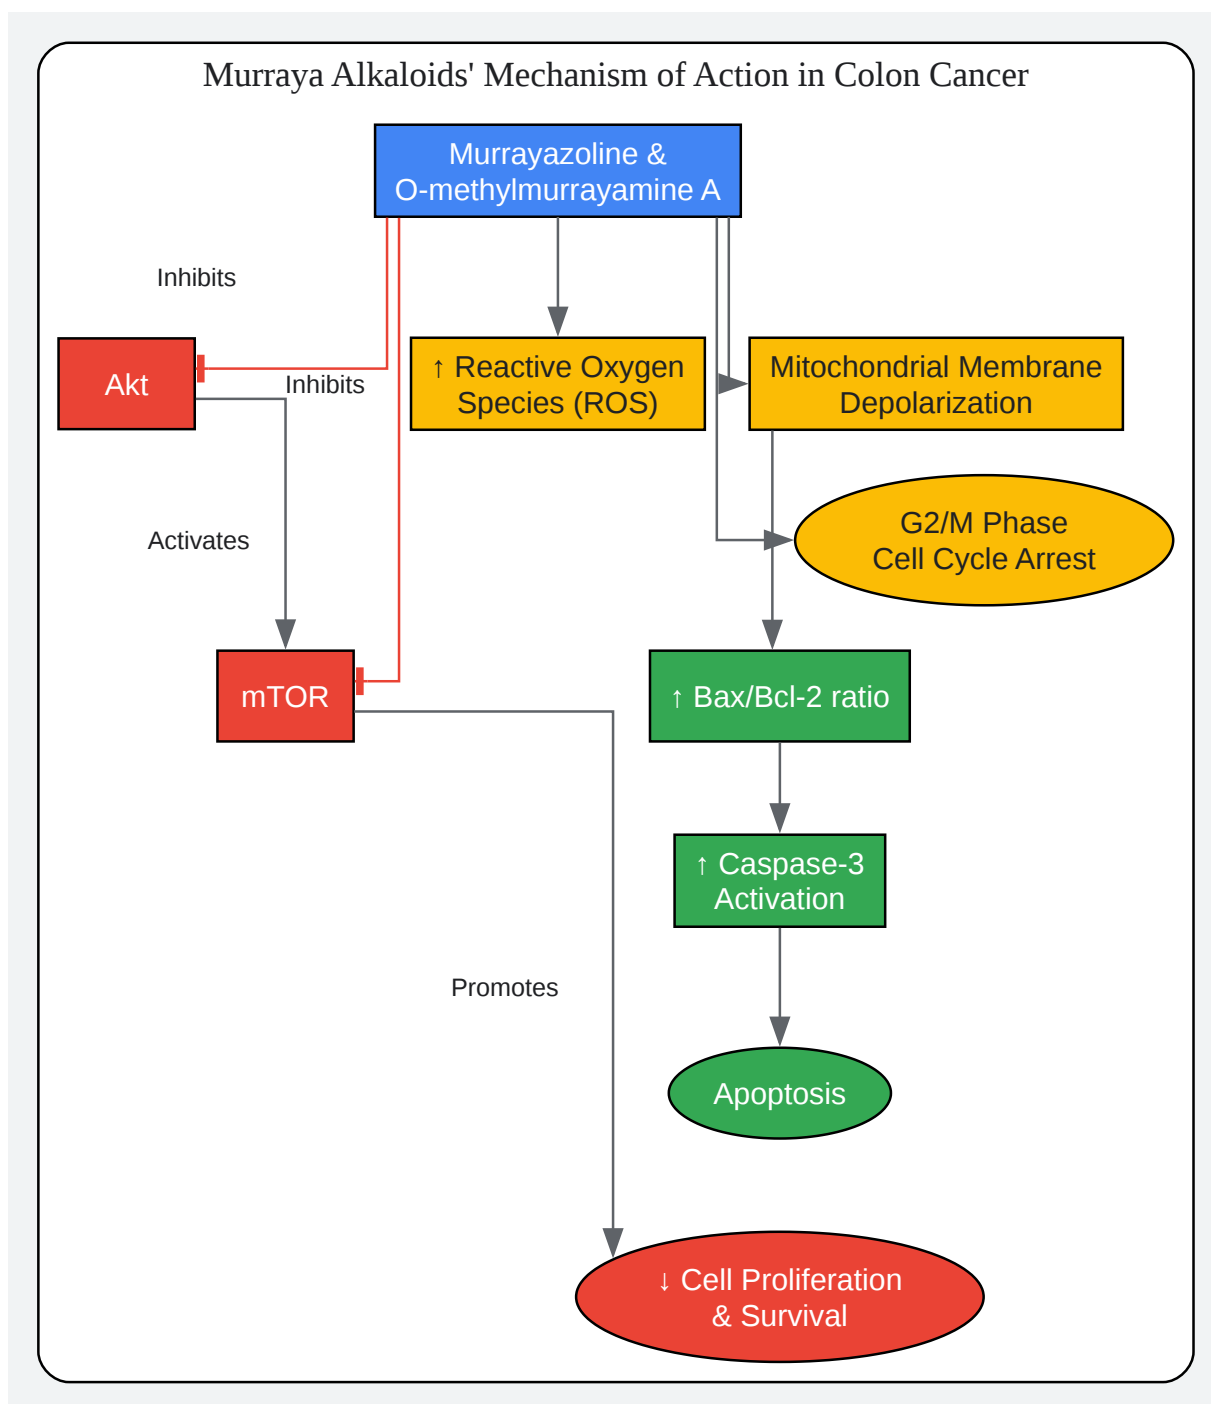 Murraya Alkaloids' Mechanism of Action in Colon Cancer
Murrayazoline &
O-methylmurrayamine A
Inhibits
Akt
Inhibits
↑ Reactive Oxygen
Species (ROS)
Mitochondrial Membrane
Depolarization
Activates
G2/M Phase
Cell Cycle Arrest
mTOR
↑ Bax/Bcl-2 ratio
↑ Caspase-3
Activation
Promotes
Apoptosis
↓ Cell Proliferation
& Survival